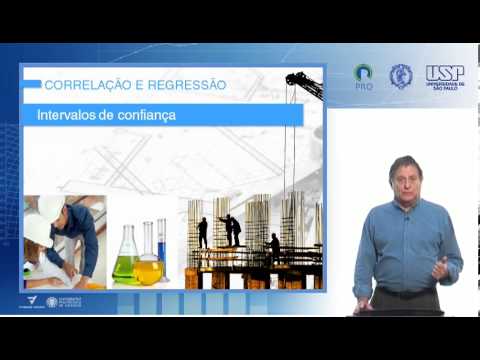 CORRELAÇÃO E REGRESSÃO
Intervalos de confiança
PRO
USP
UNIVERSIDADE DE
SÃO PAULO